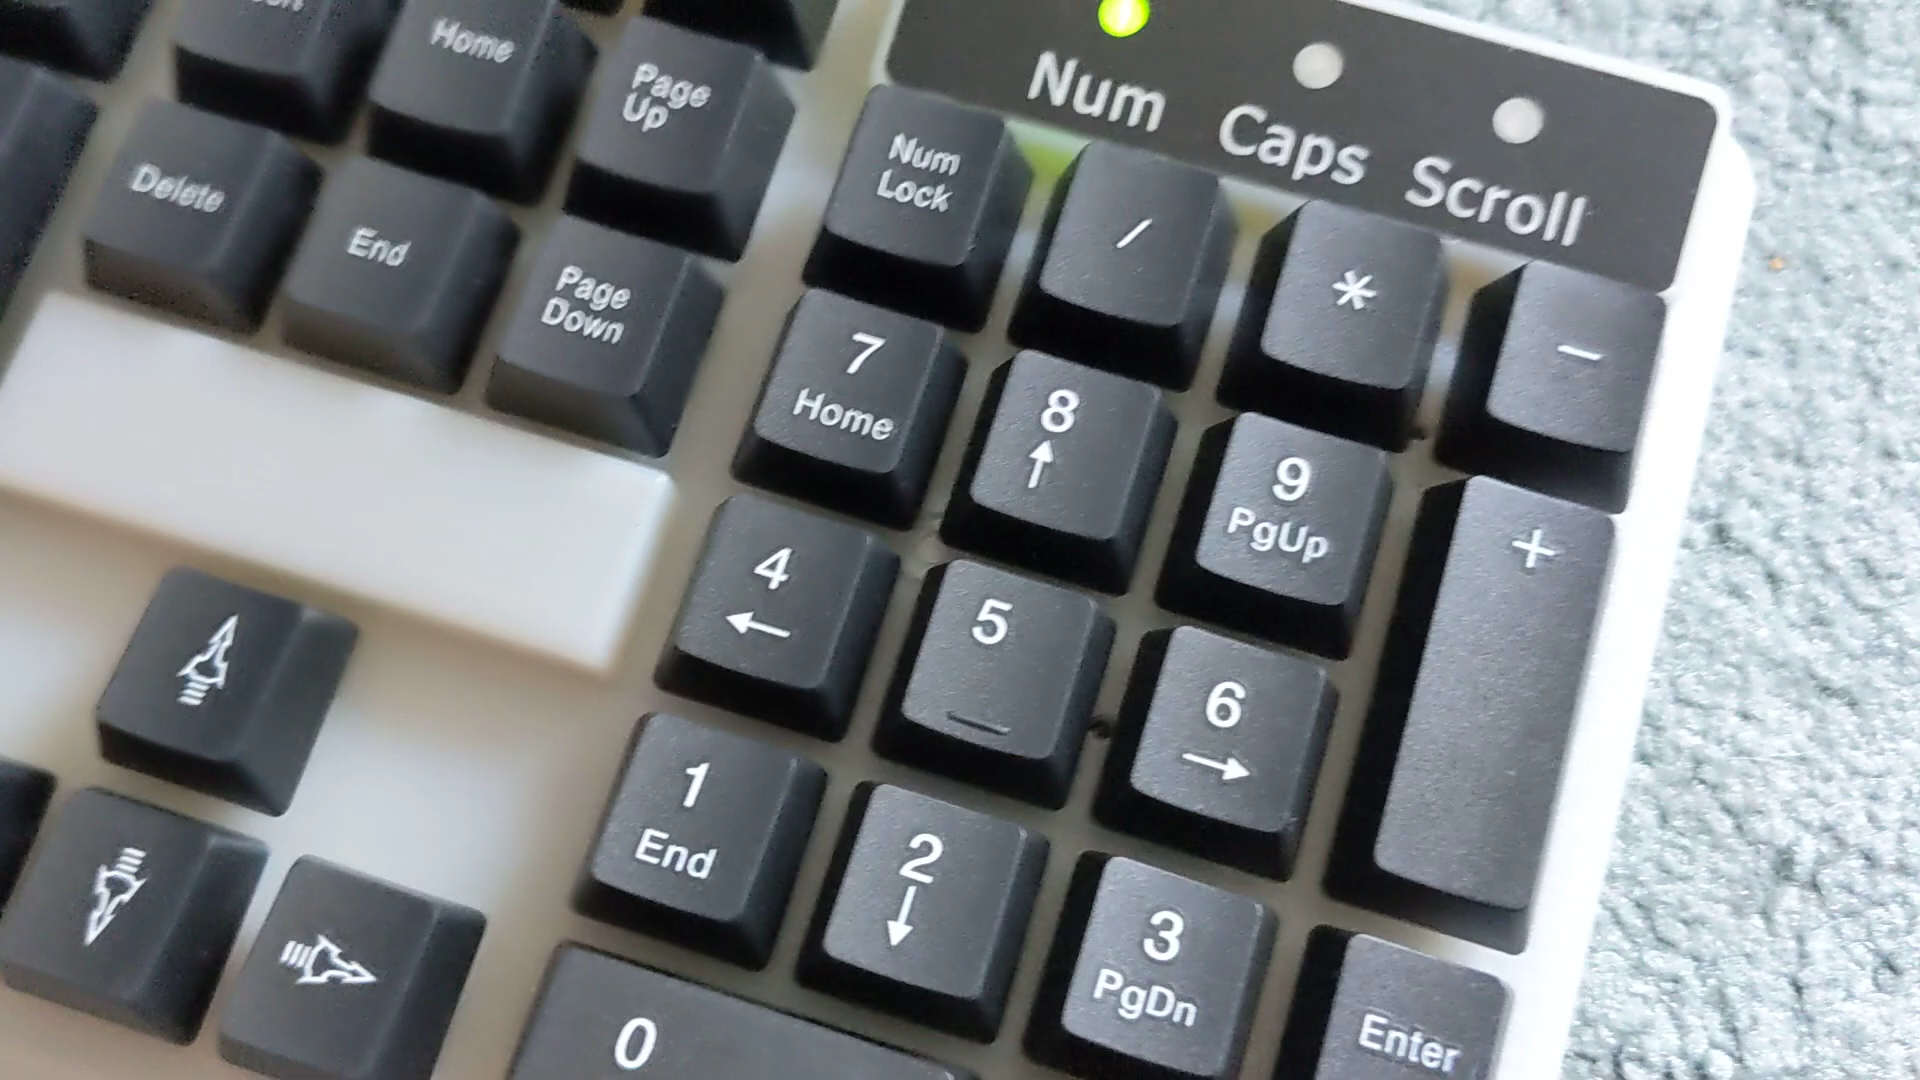 Home
Page
Up
Delete
End
Page
Down
Num
Caps
Scroll
Num
Lock
/
*
-
7
Home
8
↑
9
PgUp
+
4
←
5
6
→
1
End
2
↓
3
PgDn
Enter
0